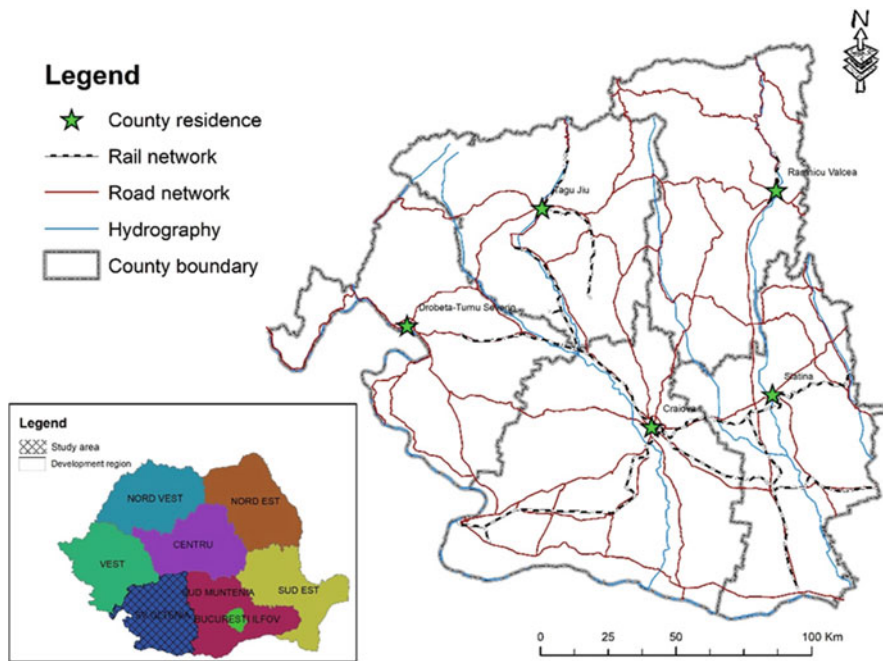 N
Legend
County residence
Rail network
Road network
Hydrography
County boundary
Ramnicu Valcea
Tagu Jiu
Drobeta-Turnu Severin
Slatina
Craiova
Legend
Study area
Development region
NORD VEST
NORD EST
CENTRU
VEST
SUD EST
SUD MUNTENIA
BUCURESTI ILFOV
0 25 50 100 Km